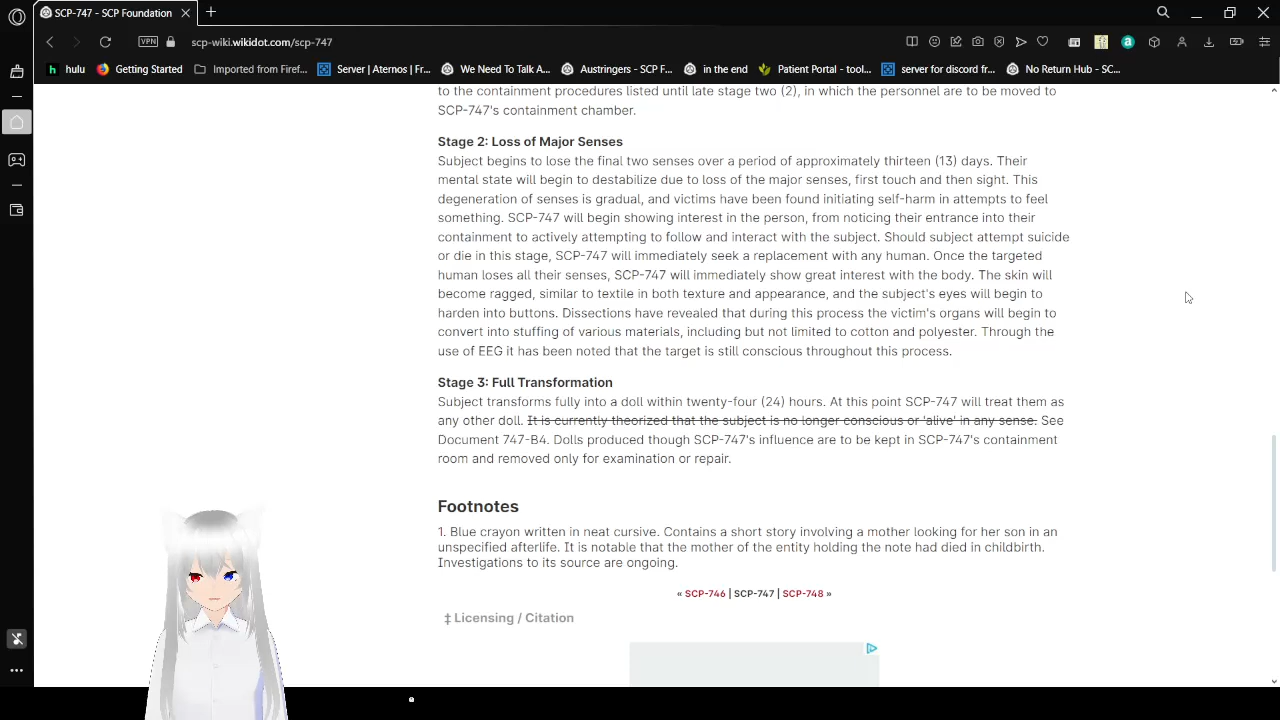 SCP-747 - SCP Foundation
VPN scp-wiki.wikidot.com/scp-747
hulu Getting Started Imported from Firef... Server | Aternos | Fr... We Need To Talk A... Austringers - SCP F... in the end Patient Portal - tool... server for discord fr... No Return Hub - SC...
to the containment procedures listed until late stage two (2), in which the personnel are to be moved to
SCP-747's containment chamber.
Stage 2: Loss of Major Senses
Subject begins to lose the final two senses over a period of approximately thirteen (13) days. Their
mental state will begin to destabilize due to loss of the major senses, first touch and then sight. This
degeneration of senses is gradual, and victims have been found initiating self-harm in attempts to feel
something. SCP-747 will begin showing interest in the person, from noticing their entrance into their
containment to actively attempting to follow and interact with the subject. Should subject attempt suicide
or die in this stage, SCP-747 will immediately seek a replacement with any human. Once the targeted
human loses all their senses, SCP-747 will immediately show great interest with the body. The skin will
become ragged, similar to textile in both texture and appearance, and the subject's eyes will begin to
harden into buttons. Dissections have revealed that during this process the victim's organs will begin to
convert into stuffing of various materials, including but not limited to cotton and polyester. Through the
use of EEG it has been noted that the target is still conscious throughout this process.
Stage 3: Full Transformation
Subject transforms fully into a doll within twenty-four (24) hours. At this point SCP-747 will treat them as
any other doll. It is currently theorized that the subject is no longer conscious or 'alive' in any sense. See
Document 747-B4. Dolls produced though SCP-747's influence are to be kept in SCP-747's containment
room and removed only for examination or repair.
Footnotes
1. Blue crayon written in neat cursive. Contains a short story involving a mother looking for her son in an
unspecified afterlife. It is notable that the mother of the entity holding the note had died in childbirth.
Investigations to its source are ongoing.
« SCP-746 | SCP-747 | SCP-748 »
‡ Licensing / Citation